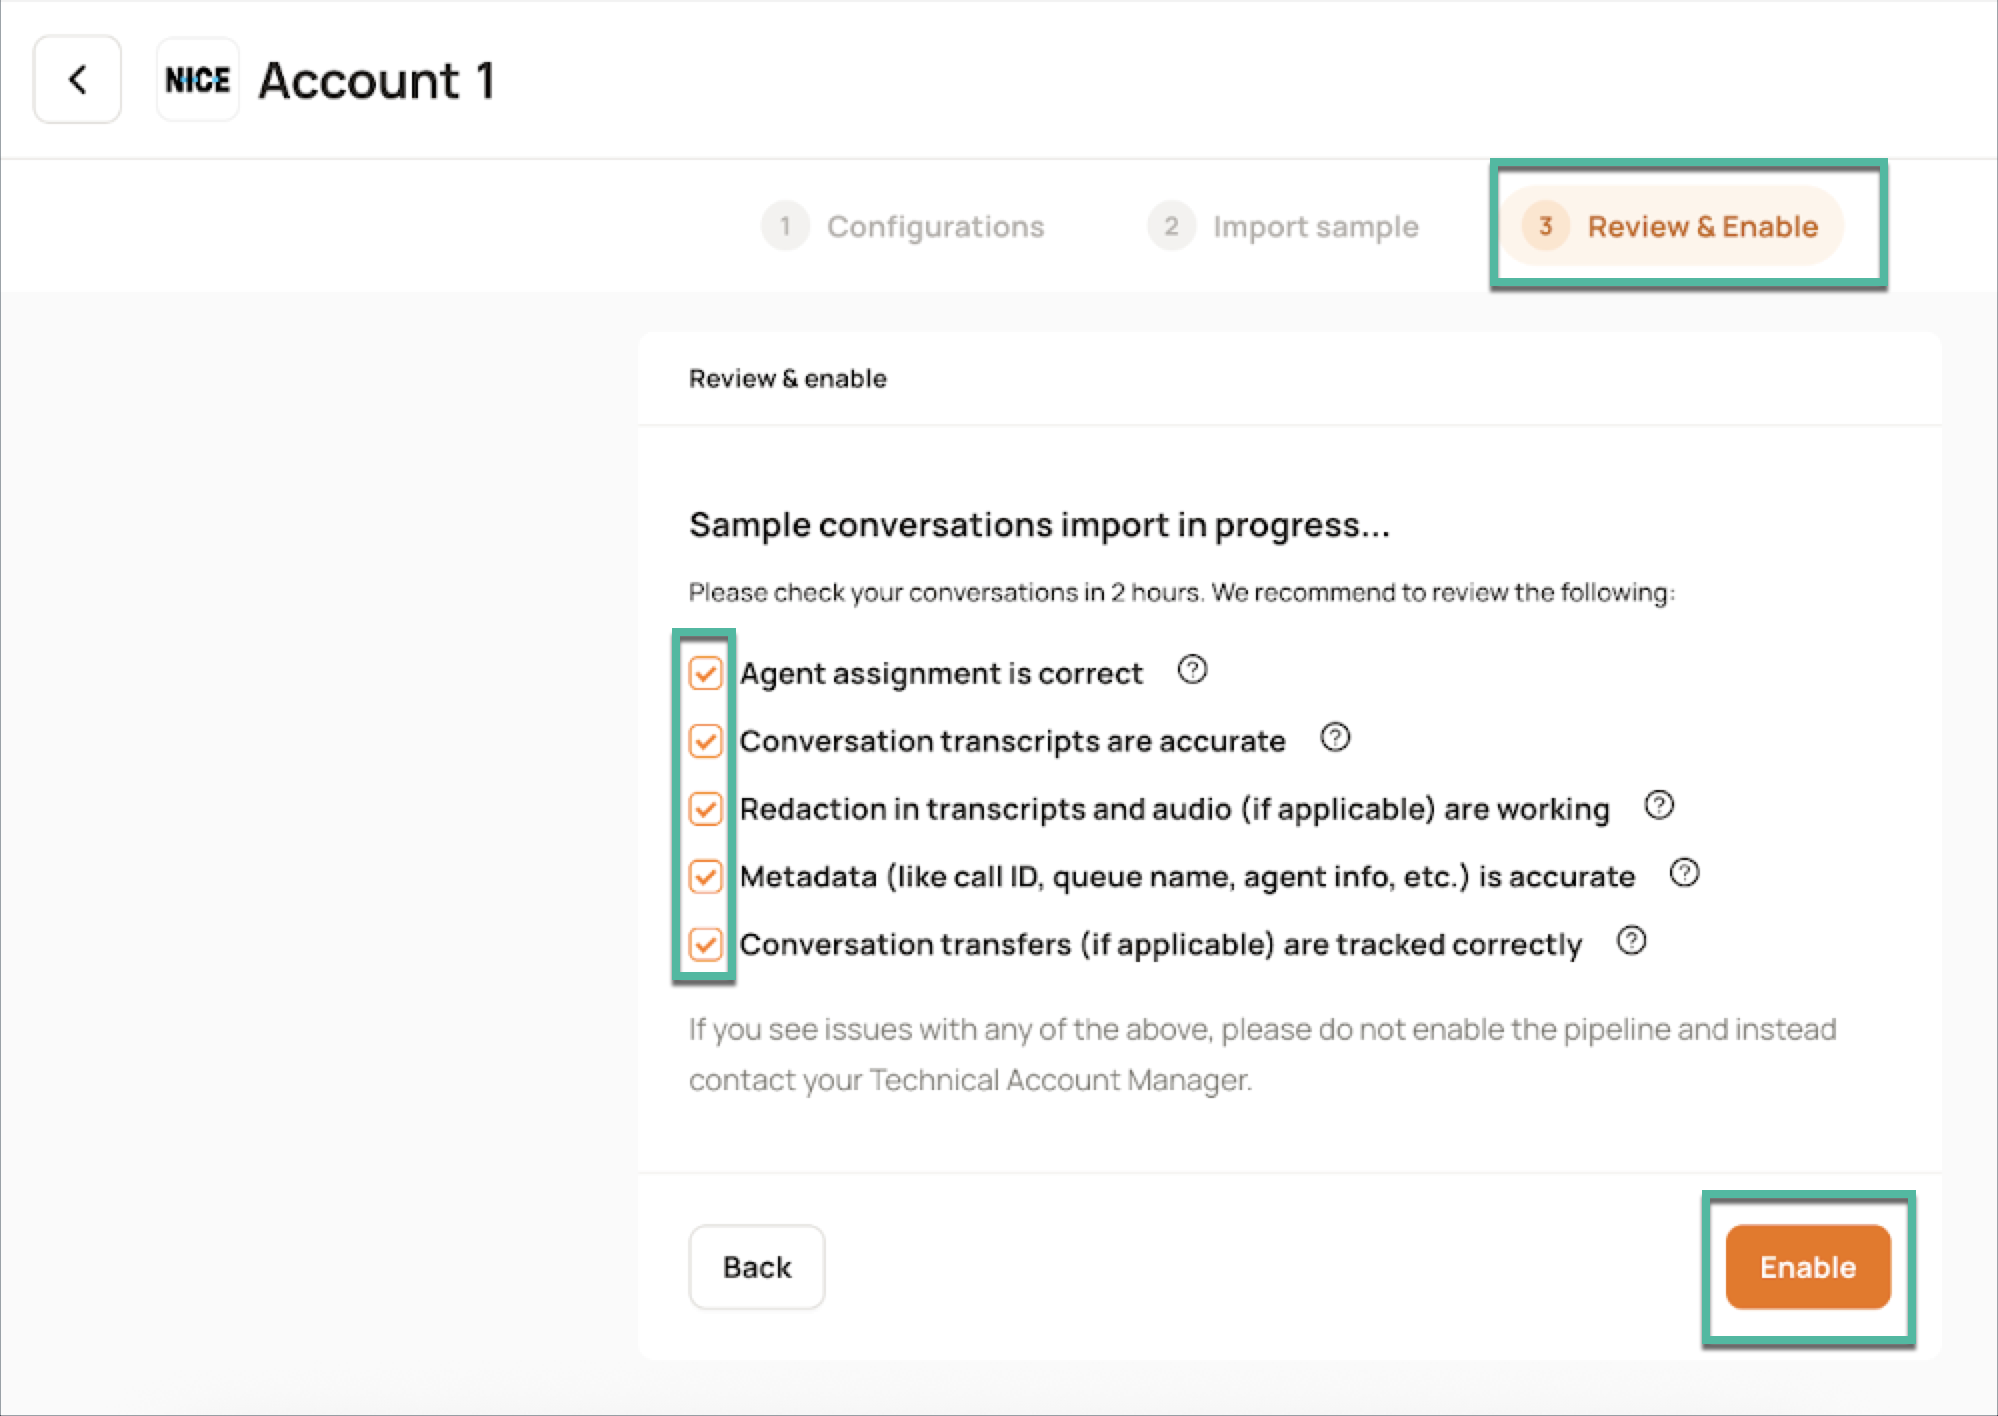 NICE Account 1
1 Configurations 2 Import sample 3 Review & Enable
Review & enable
Sample conversations import in progress...
Please check your conversations in 2 hours. We recommend to review the following:
Agent assignment is correct ?
Conversation transcripts are accurate ?
Redaction in transcripts and audio (if applicable) are working ?
Metadata (like call ID, queue name, agent info, etc.) is accurate ?
Conversation transfers (if applicable) are tracked correctly ?
If you see issues with any of the above, please do not enable the pipeline and instead
contact your Technical Account Manager.
Back Enable